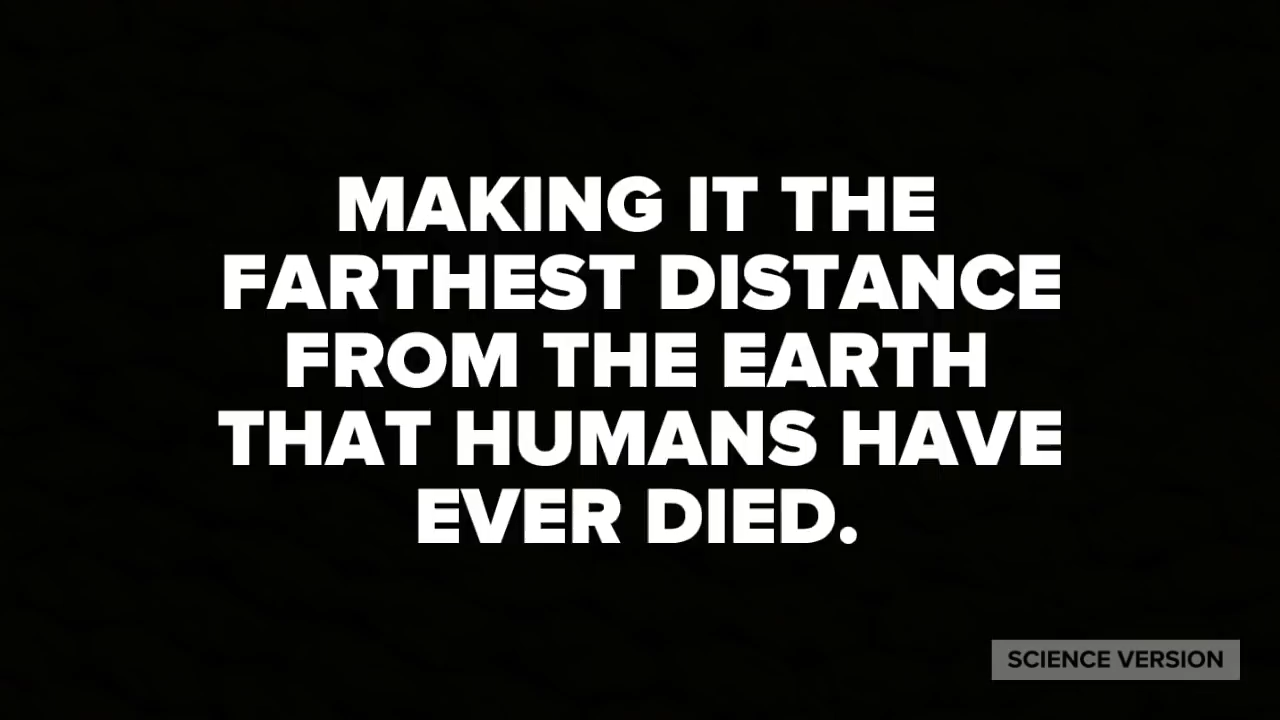 MAKING IT THE
FARTHEST DISTANCE
FROM THE EARTH
THAT HUMANS HAVE
EVER DIED.
SCIENCE VERSION